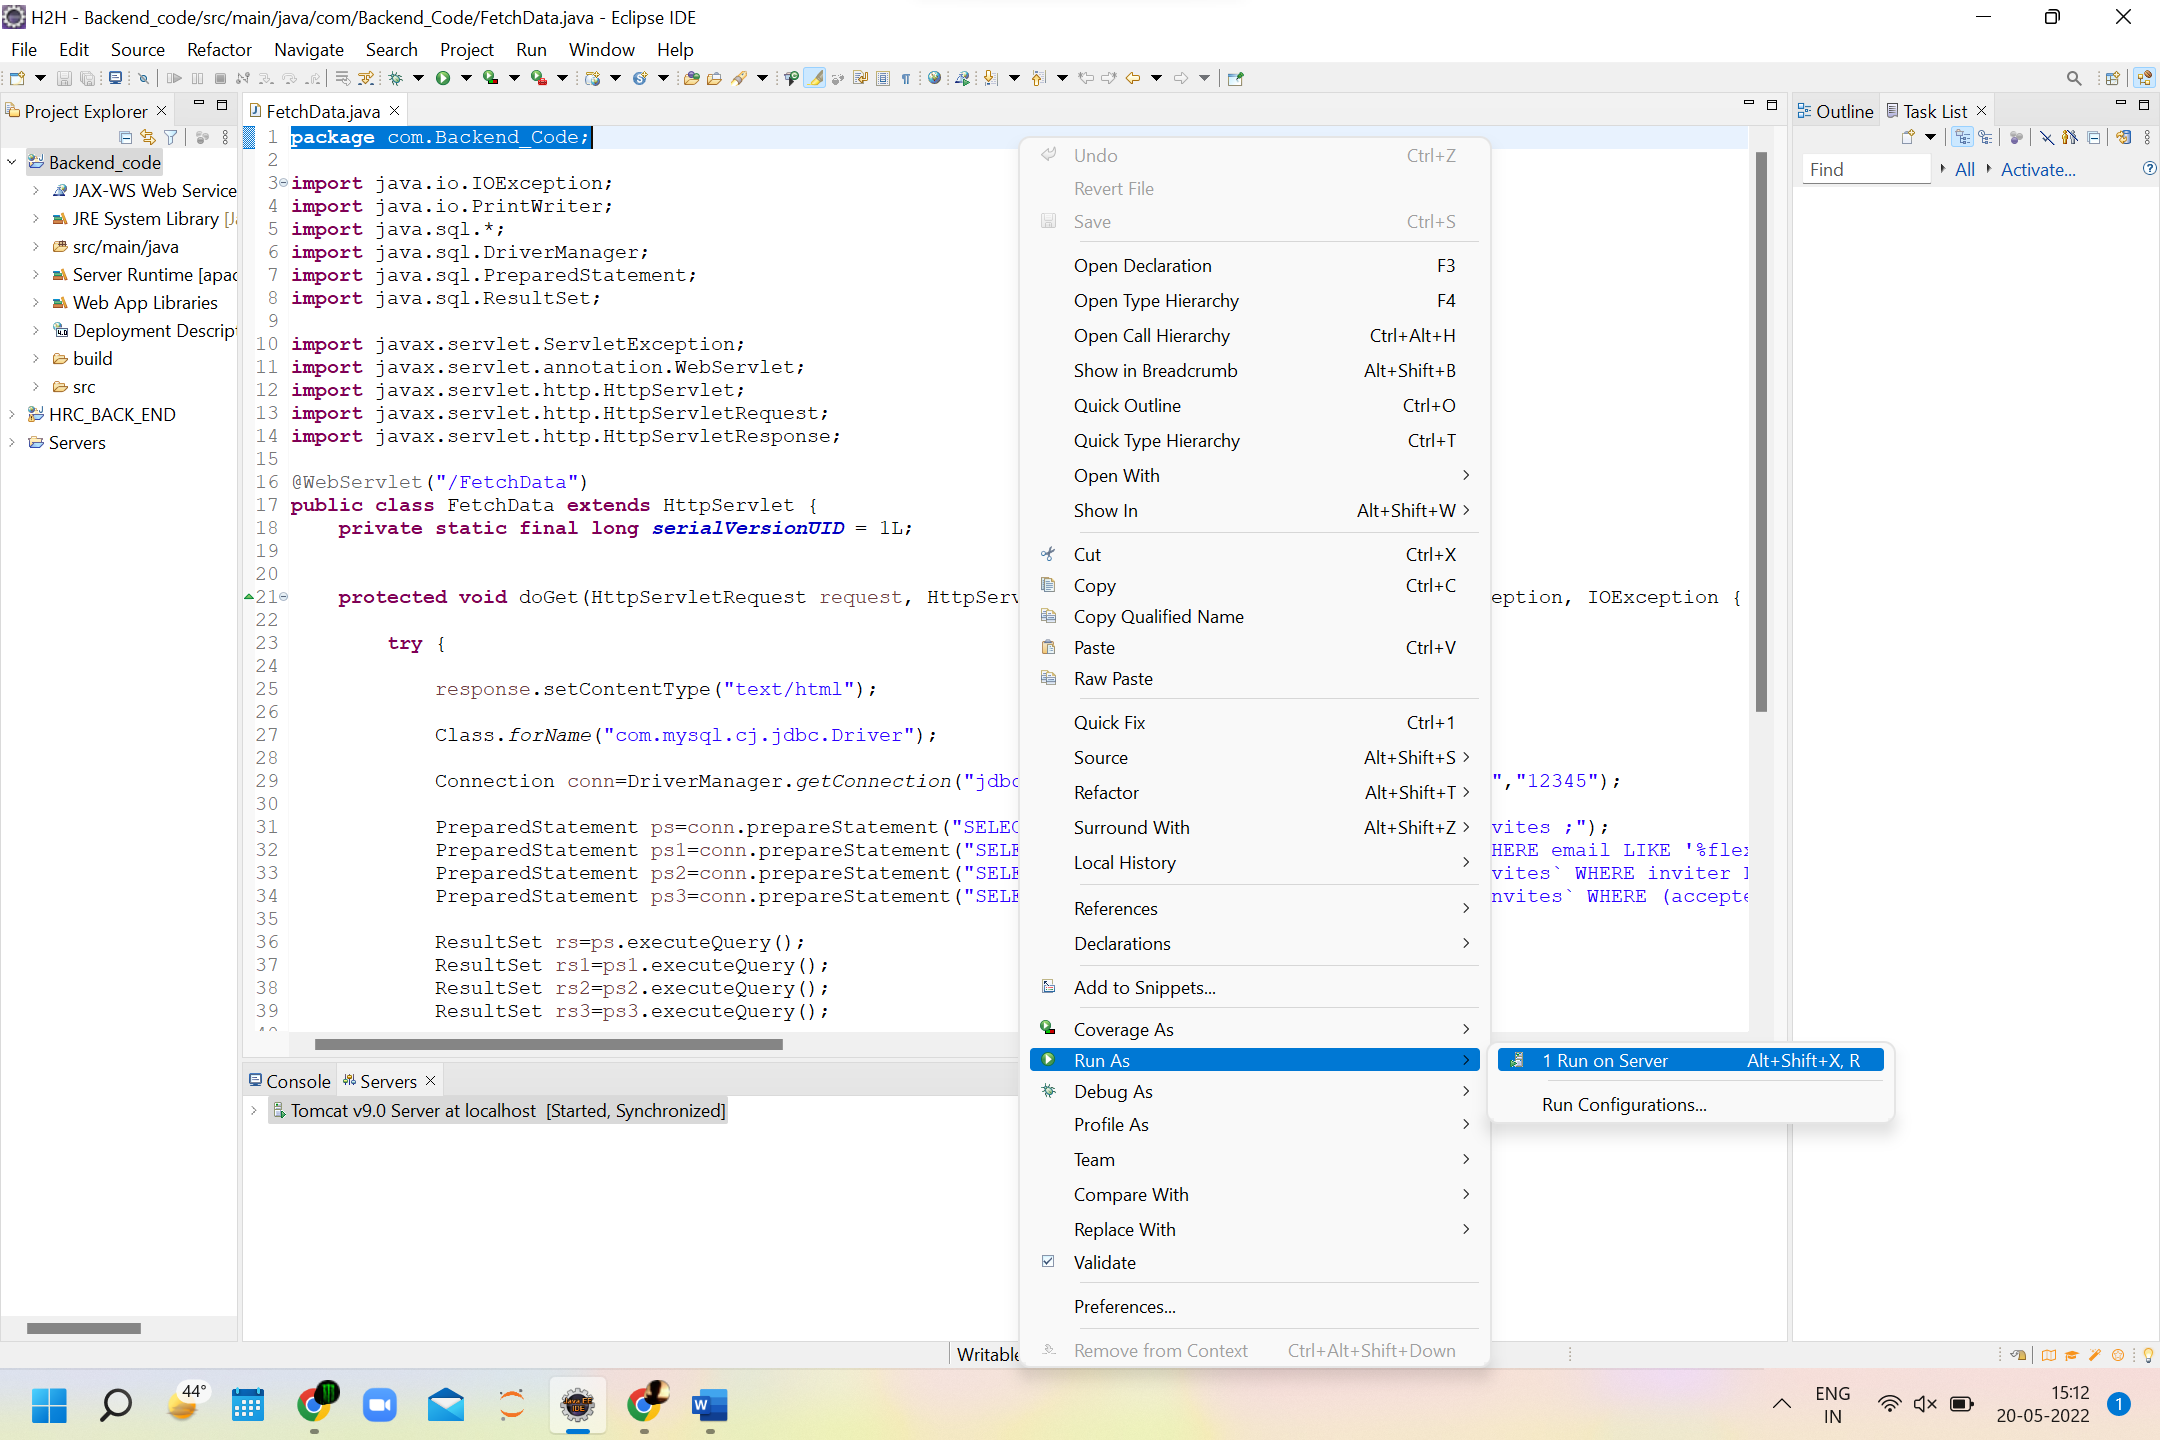 H2H - Backend_code/src/main/java/com/Backend_Code/FetchData.java - Eclipse IDE
File Edit Source Refactor Navigate Search Project Run Window Help
Project Explorer
Backend_code
JAX-WS Web Service
JRE System Library [J
src/main/java
Server Runtime [apac
Web App Libraries
Deployment Descript
build
src
HRC_BACK_END
Servers
FetchData.java
1 package com.Backend_Code;
2
3 import java.io.IOException;
4 import java.io.PrintWriter;
5 import java.sql.*;
6 import java.sql.DriverManager;
7 import java.sql.PreparedStatement;
8 import java.sql.ResultSet;
9
10 import javax.servlet.ServletException;
11 import javax.servlet.annotation.WebServlet;
12 import javax.servlet.http.HttpServlet;
13 import javax.servlet.http.HttpServletRequest;
14 import javax.servlet.http.HttpServletResponse;
15
16 @WebServlet("/FetchData")
17 public class FetchData extends HttpServlet {
18 private static final long serialVersionUID = 1L;
19
20
21 protected void doGet(HttpServletRequest request, HttpServ eption, IOException {
22
23 try {
24
25 response.setContentType("text/html");
26
27 Class.forName("com.mysql.cj.jdbc.Driver");
28
29 Connection conn=DriverManager.getConnection("jdbc ","12345");
30
31 PreparedStatement ps=conn.prepareStatement("SELEC vites ;");
32 PreparedStatement ps1=conn.prepareStatement("SELE HERE email LIKE '%flex
33 PreparedStatement ps2=conn.prepareStatement("SELE vites` WHERE inviter I
34 PreparedStatement ps3=conn.prepareStatement("SELE nvites` WHERE (accepte
35
36 ResultSet rs=ps.executeQuery();
37 ResultSet rs1=ps1.executeQuery();
38 ResultSet rs2=ps2.executeQuery();
39 ResultSet rs3=ps3.executeQuery();
Console Servers
Tomcat v9.0 Server at localhost [Started, Synchronized]
Undo Ctrl+Z
Revert File
Save Ctrl+S
Open Declaration F3
Open Type Hierarchy F4
Open Call Hierarchy Ctrl+Alt+H
Show in Breadcrumb Alt+Shift+B
Quick Outline Ctrl+O
Quick Type Hierarchy Ctrl+T
Open With
Show In Alt+Shift+W
Cut Ctrl+X
Copy Ctrl+C
Copy Qualified Name
Paste Ctrl+V
Raw Paste
Quick Fix Ctrl+1
Source Alt+Shift+S
Refactor Alt+Shift+T
Surround With Alt+Shift+Z
Local History
References
Declarations
Add to Snippets...
Coverage As
Run As
Debug As
Profile As
Team
Compare With
Replace With
Validate
Preferences...
Remove from Context Ctrl+Alt+Shift+Down
1 Run on Server Alt+Shift+X, R
Run Configurations...
Outline Task List
Find All Activate...
Writable
44°
ENG
IN
15:12
20-05-2022
1